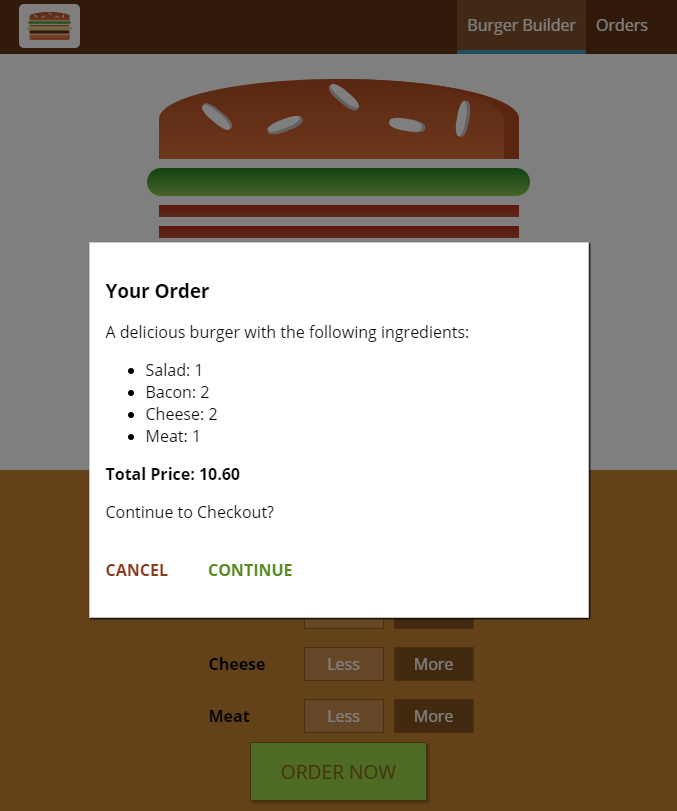 Burger Builder Orders
Your Order
A delicious burger with the following ingredients:
Salad: 1
Bacon: 2
Cheese: 2
Meat: 1
Total Price: 10.60
Continue to Checkout?
CANCEL CONTINUE
Cheese Less More
Meat Less More
ORDER NOW